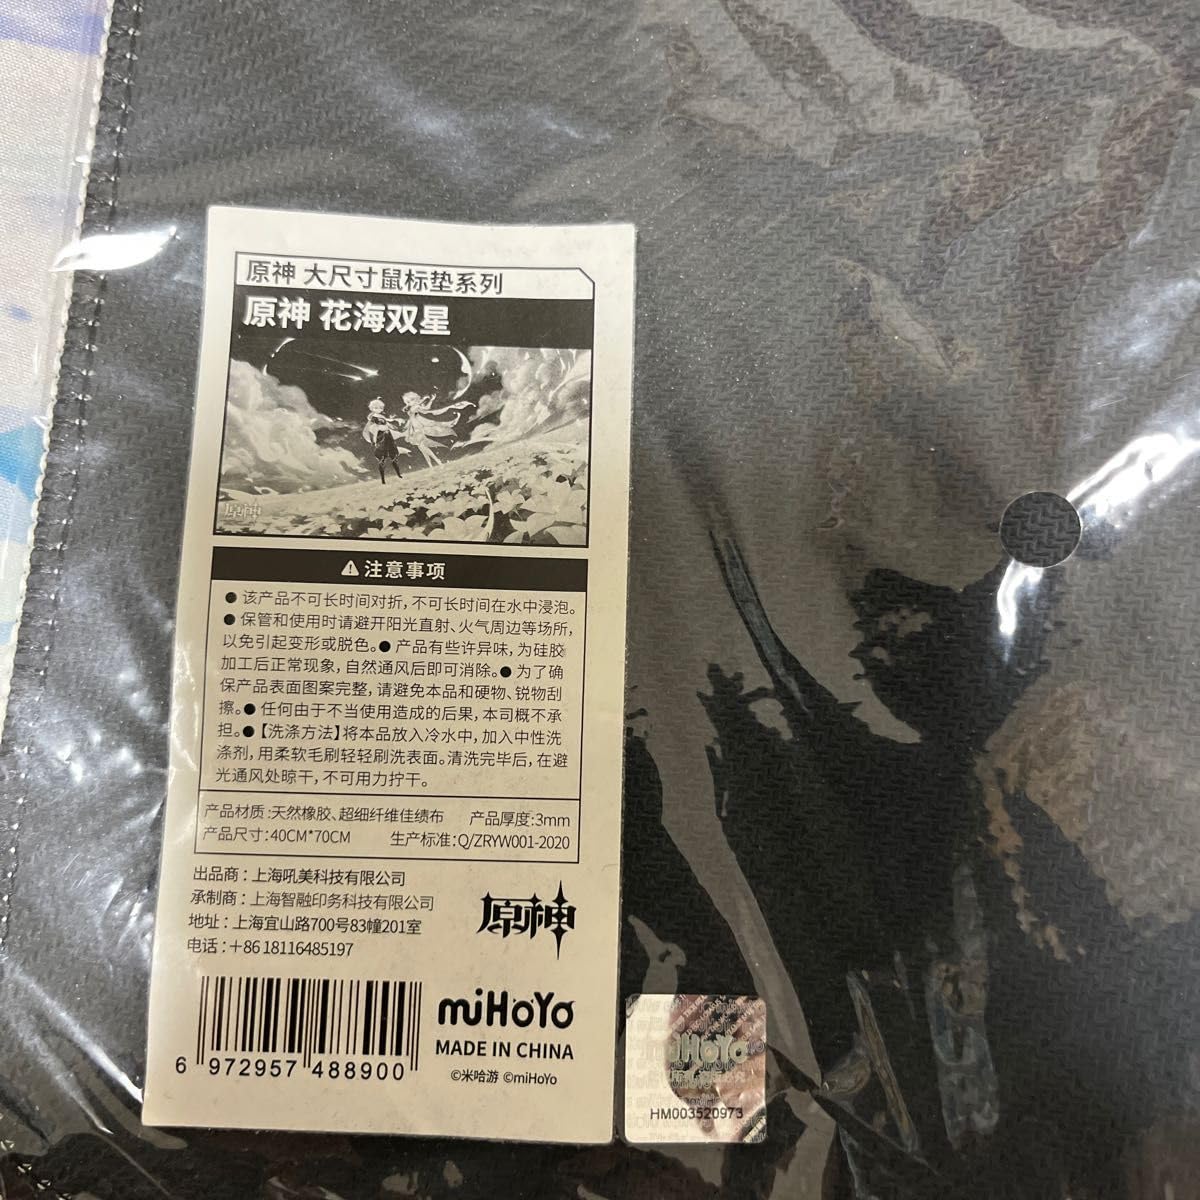 原神 大尺寸鼠标垫系列
原神 花海双星
原神
注意事项
● 该产品不可长时间对折，不可长时间在水中浸泡。
● 保管和使用时请避开阳光直射、火气周边等场所，
以免引起变形或脱色。● 产品有些许异味，为硅胶
加工后正常现象，自然通风后即可消除。● 为了确
保产品表面图案完整，请避免本品和硬物、锐物刮
擦。● 任何由于不当使用造成的后果，本司概不承
担。●【洗涤方法】将本品放入冷水中，加入中性洗
涤剂，用柔软毛刷轻轻刷洗表面。清洗完毕后，在避
光通风处晾干，不可用力拧干。
产品材质：天然橡胶、超细纤维佳绩布 产品厚度：3mm
产品尺寸：40CM*70CM 生产标准：Q/ZRYW001-2020
出品商：上海吼美科技有限公司
承制商：上海智融印务科技有限公司
地址：上海宜山路700号83幢201室
电话：+86 18116485197
原神
6 972957 488900
miHoYo
MADE IN CHINA
©米哈游 ©miHoYo
miHoYo
HM003520973